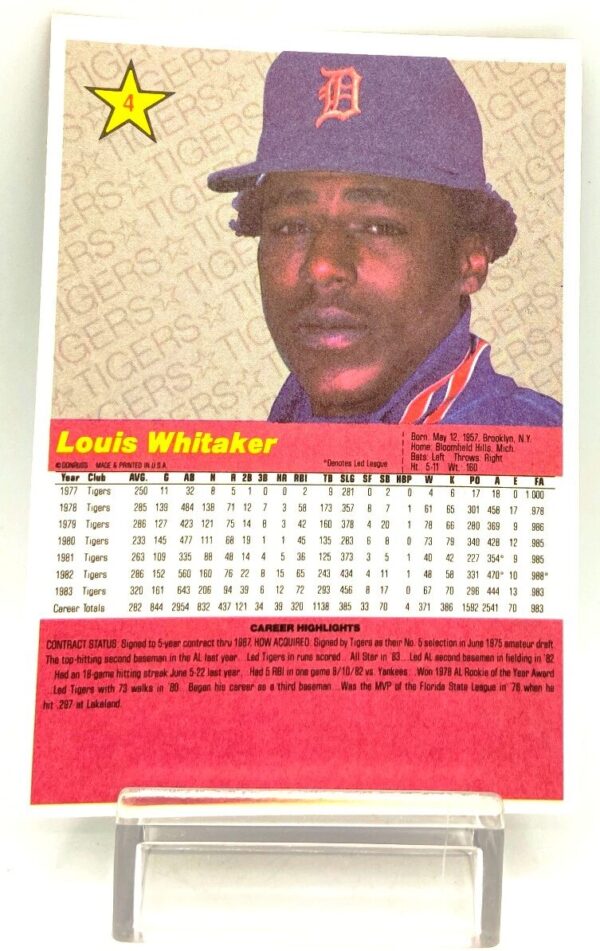 4
TIGERS☆TIGERS☆TIGERS
D
Louis Whitaker
© DONRUSS MADE & PRINTED IN U.S.A.
*Denotes Led League
Born: May 12, 1957, Brooklyn, N.Y.
Home: Bloomfield Hills, Mich.
Bats: Left Throws: Right
Ht. 5-11 Wt. 160
Year Club AVG. G AB H R 2B 3B HR RBI TB SLG SF SB HBP W K PO A E FA
1977 Tigers 250 11 32 8 5 1 0 0 2 9 281 0 2 0 4 6 17 18 0 1.000
1978 Tigers 285 139 484 138 71 12 7 3 58 173 357 8 7 1 61 65 301 458 17 978
1979 Tigers 286 127 423 121 75 14 8 3 42 160 378 4 20 1 78 66 280 369 9 986
1980 Tigers 233 145 477 111 68 19 1 1 45 135 283 6 8 0 73 79 340 428 12 985
1981 Tigers 263 109 335 88 48 14 4 5 36 125 373 3 5 1 40 42 227 354* 9 985
1982 Tigers 286 152 560 160 76 22 8 15 65 243 434 4 11 1 48 58 331 470* 10 988*
1983 Tigers 320 161 643 206 94 39 6 12 72 293 456 8 17 0 67 70 296 444 13 983
Career Totals 282 844 2954 832 437 121 34 39 320 1138 385 33 70 4 371 386 1592 2541 70 983
CAREER HIGHLIGHTS
CONTRACT STATUS: Signed to 5-year contract thru 1987. HOW ACQUIRED: Signed by Tigers as their No. 5 selection in June 1975 amateur draft.
The top-hitting second baseman in the AL last year...Led Tigers in runs scored...All Star in '83...Led AL second basemen in fielding in '82
...Had an 18-game hitting streak June 5-22 last year...Had 5 RBI in one game 8/10/82 vs. Yankees...Won 1978 AL Rookie of the Year Award
...Led Tigers with 73 walks in '80...Began his career as a third baseman...Was the MVP of the Florida State League in '76 when he
hit .297 at Lakeland.